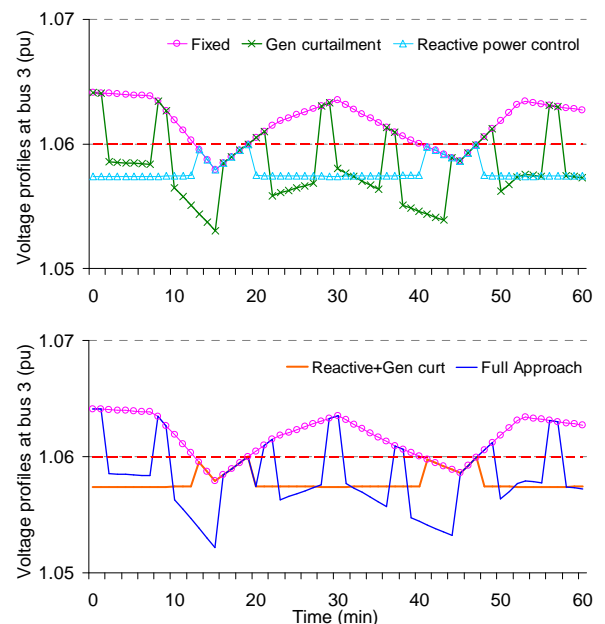 1.07
Fixed Gen curtailment Reactive power control
1.06
1.05
Voltage profiles at bus 3 (pu)
0 10 20 30 40 50 60
1.07
Reactive+Gen curt Full Approach
1.06
1.05
Voltage profiles at bus 3 (pu)
0 10 20 30 40 50 60
Time (min)